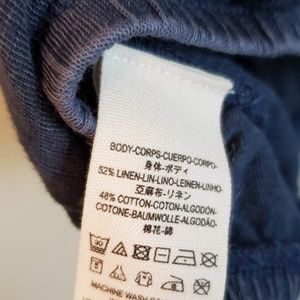 BODY-CORPS-CUERPO-CORPO-
身体-ボディ
52% LINEN-LIN-LINO-LEINEN-LINHO-
亞麻布-リネン
48% COTTON-COTON-ALGODÓN-
COTONE-BAUMWOLLE-ALGODÃO-
棉花-綿
MACHINE WASH